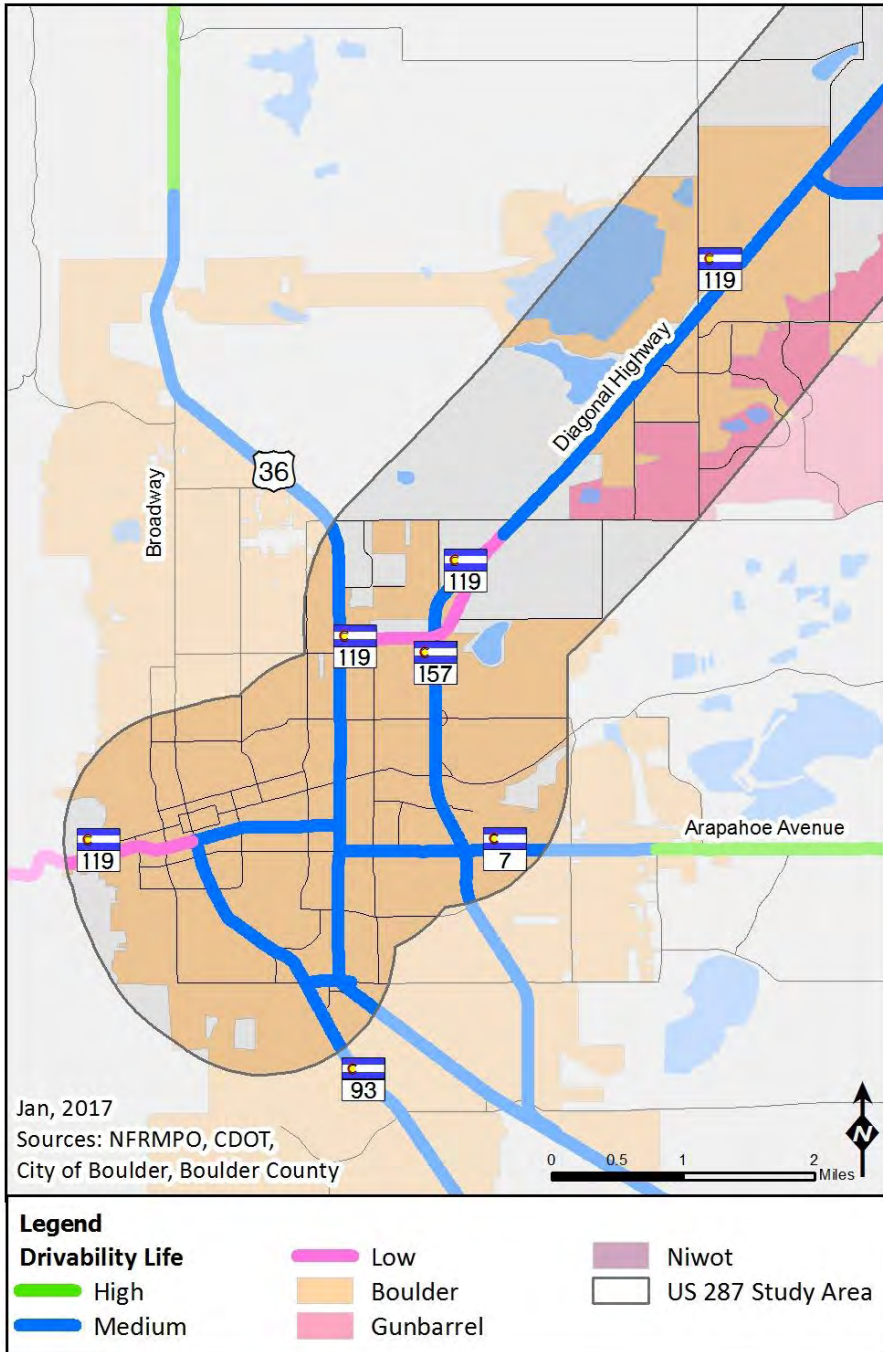 119
Diagonal Highway
36
Broadway
119
119
157
Arapahoe Avenue
119
7
93
Jan, 2017
Sources: NFRMPO, CDOT,
City of Boulder, Boulder County
N
0 0.5 1 2
Miles
Legend
Drivability Life
High
Medium
Low
Boulder
Gunbarrel
Niwot
US 287 Study Area